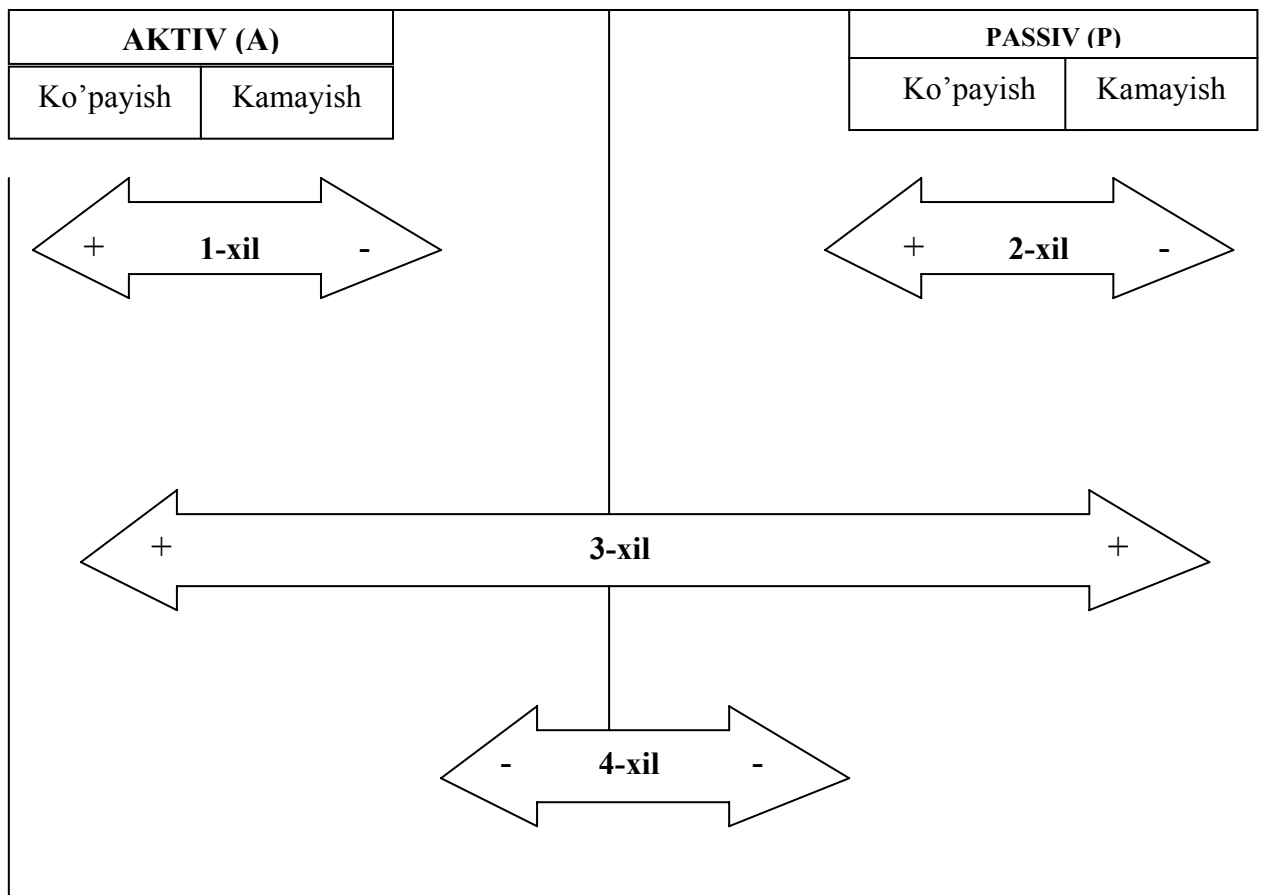 AKTIV (A) PASSIV (P)
Ko’payish Kamayish Ko’payish Kamayish
+ 1-xil - + 2-xil -
+ 3-xil +
- 4-xil -